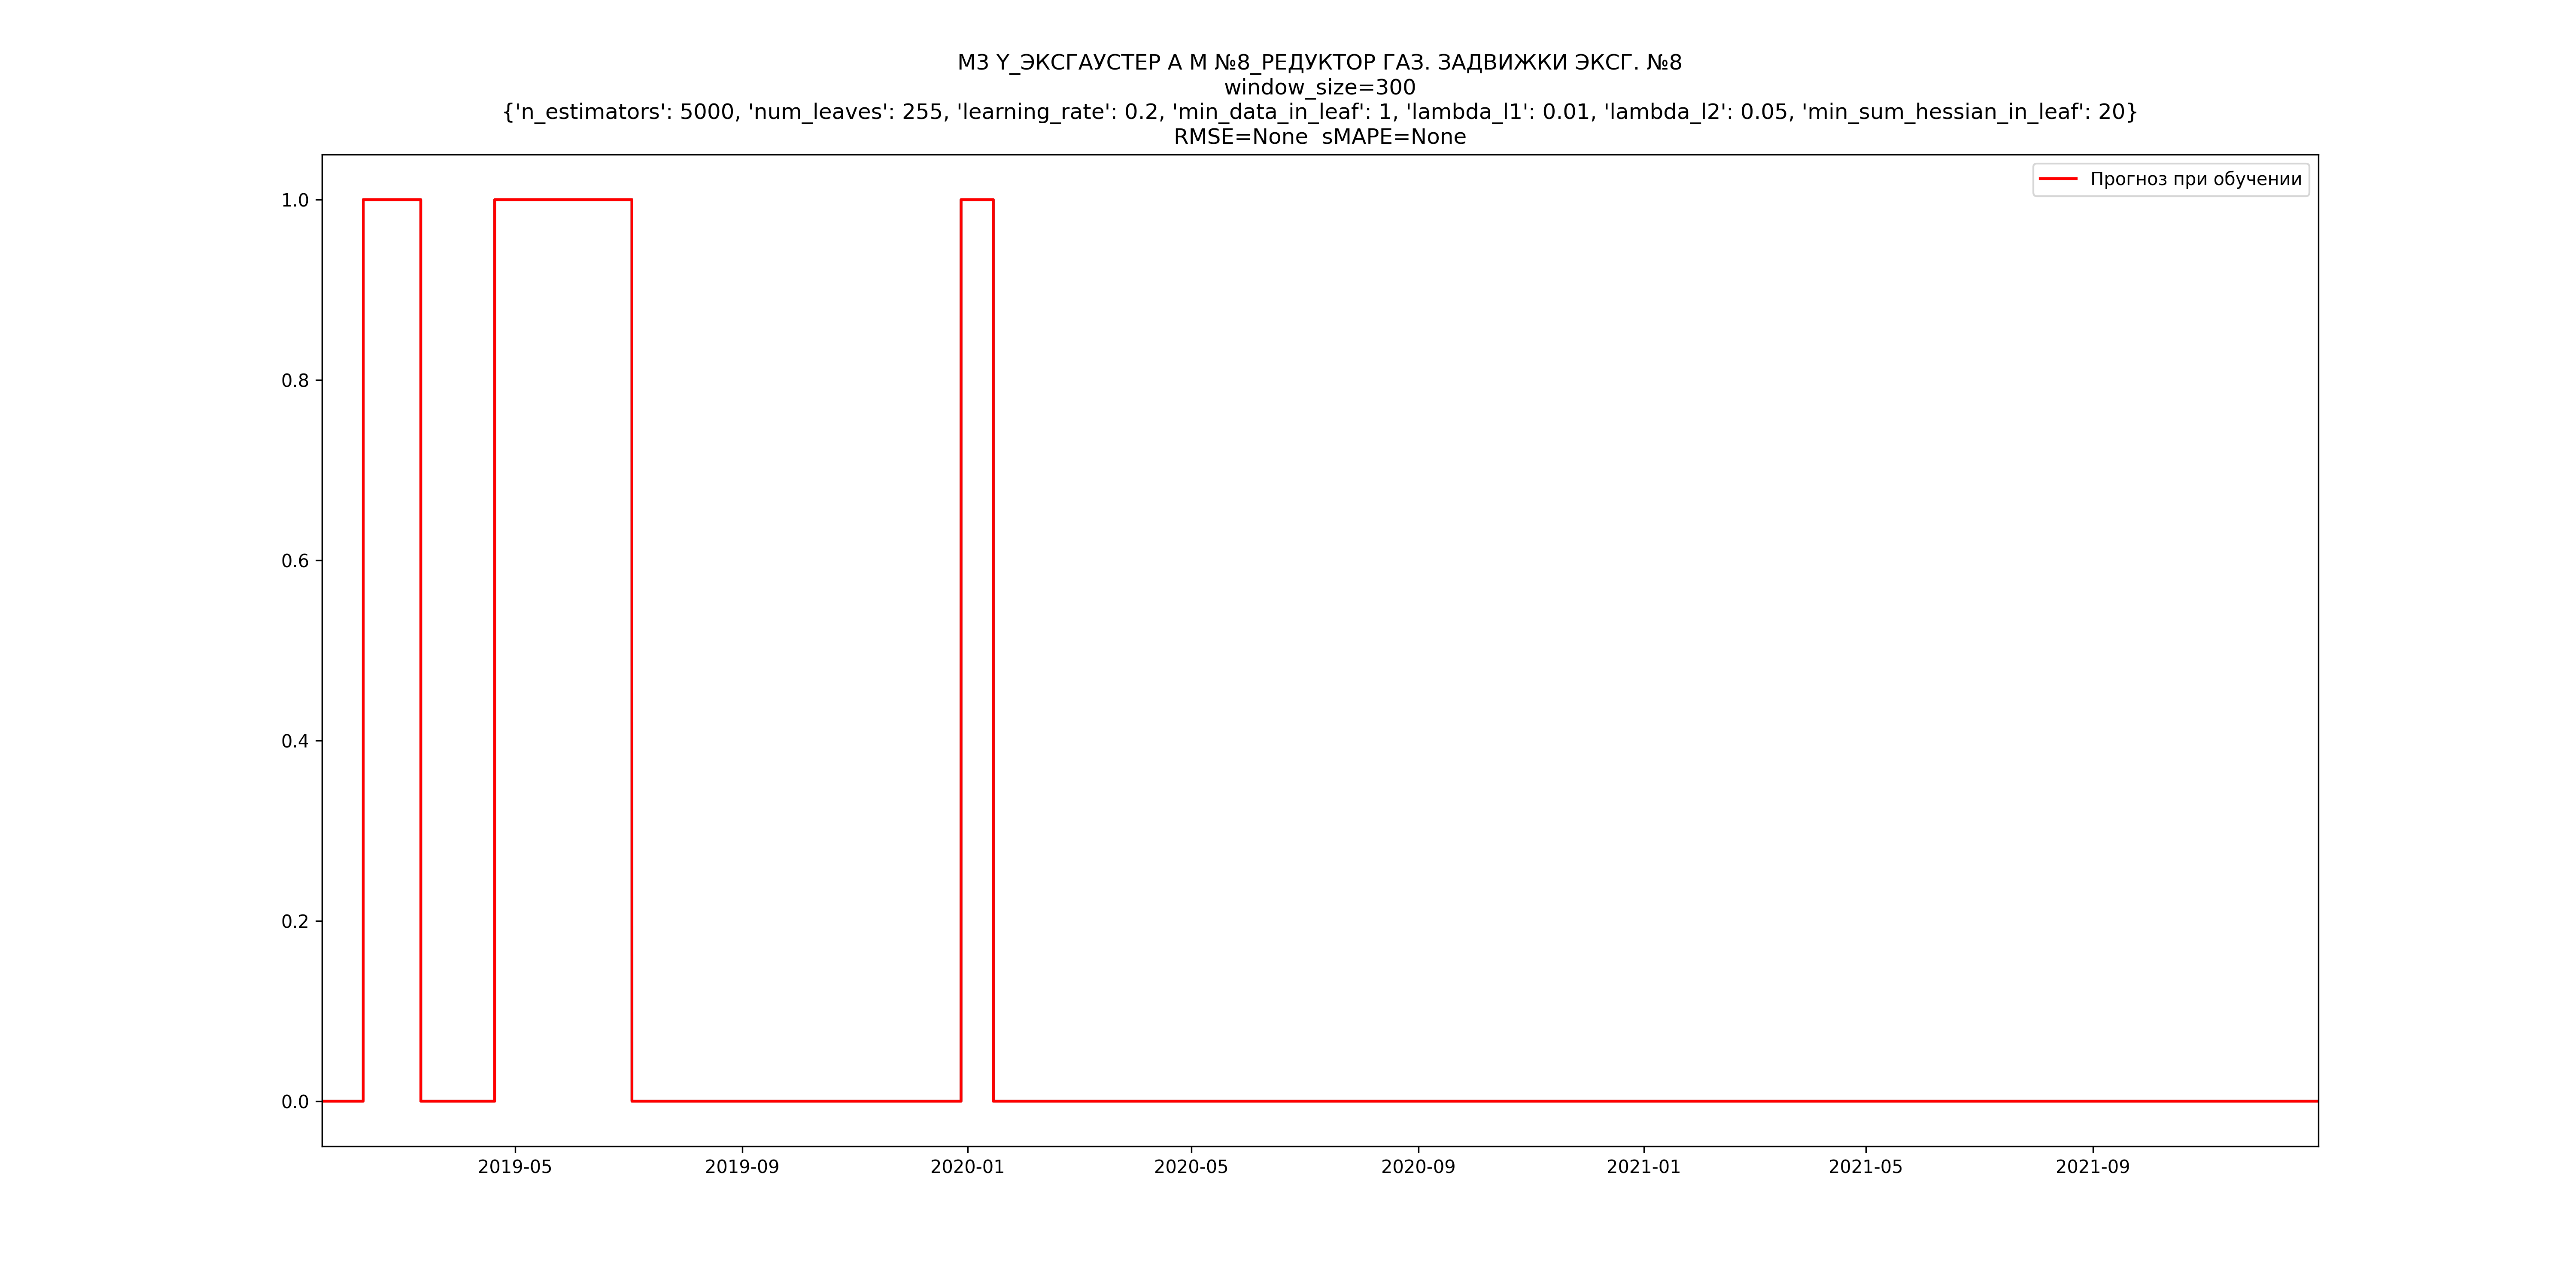 М3 Y_ЭКСГАУСТЕР А М №8_РЕДУКТОР ГАЗ. ЗАДВИЖКИ ЭКСГ. №8
window_size=300
{'n_estimators': 5000, 'num_leaves': 255, 'learning_rate': 0.2, 'min_data_in_leaf': 1, 'lambda_l1': 0.01, 'lambda_l2': 0.05, 'min_sum_hessian_in_leaf': 20}
RMSE=None sMAPE=None
Прогноз при обучении
1.0
0.8
0.6
0.4
0.2
0.0
2019-05
2019-09
2020-01
2020-05
2020-09
2021-01
2021-05
2021-09